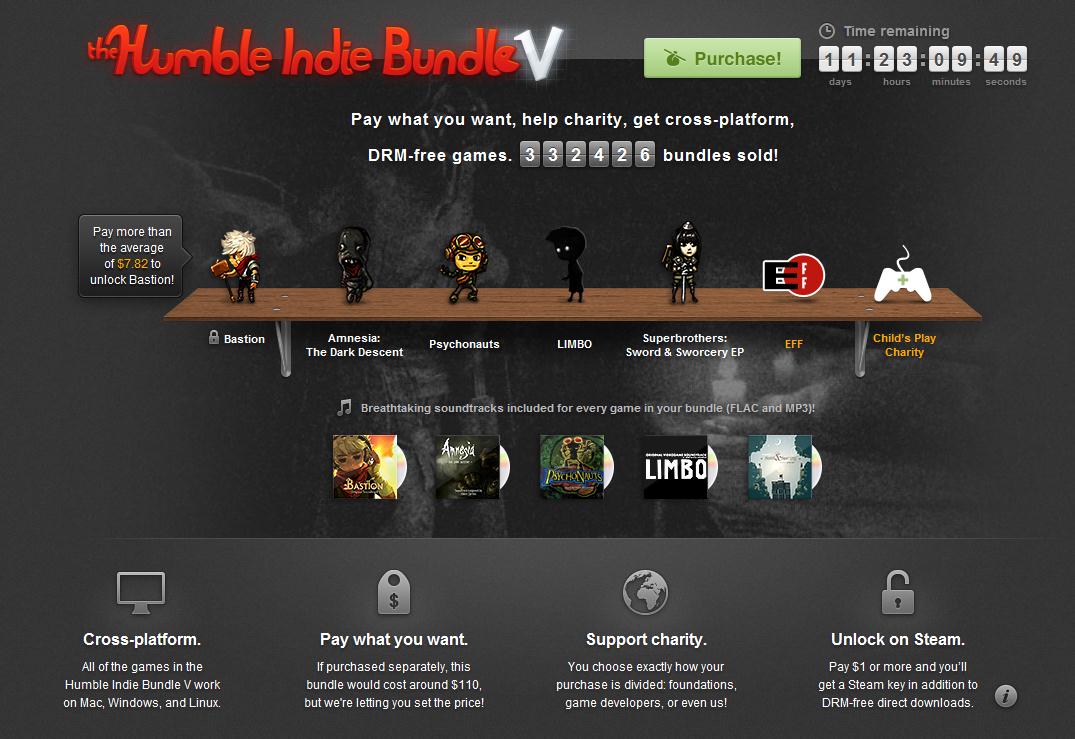 the Humble Indie Bundle V
Purchase!
Time remaining
11:23:09:49
days hours minutes seconds
Pay what you want, help charity, get cross-platform,
DRM-free games. 332426 bundles sold!
Pay more than
the average
of $7.82 to
unlock Bastion!
E F
F
Bastion
Amnesia:
The Dark Descent
Psychonauts
LIMBO
Superbrothers:
Sword & Sworcery EP
EFF
Child's Play
Charity
Breathtaking soundtracks included for every game in your bundle (FLAC and MP3)!
BASTION
Amnesia
PSYCHONAUTS
ORIGINAL VIDEOGAME SOUNDTRACK
LIMBO
Cross-platform.
All of the games in the
Humble Indie Bundle V work
on Mac, Windows, and Linux.
$
Pay what you want.
If purchased separately, this
bundle would cost around $110,
but we're letting you set the price!
Support charity.
You choose exactly how your
purchase is divided: foundations,
game developers, or even us!
Unlock on Steam.
Pay $1 or more and you'll
get a Steam key in addition to
DRM-free direct downloads.
i